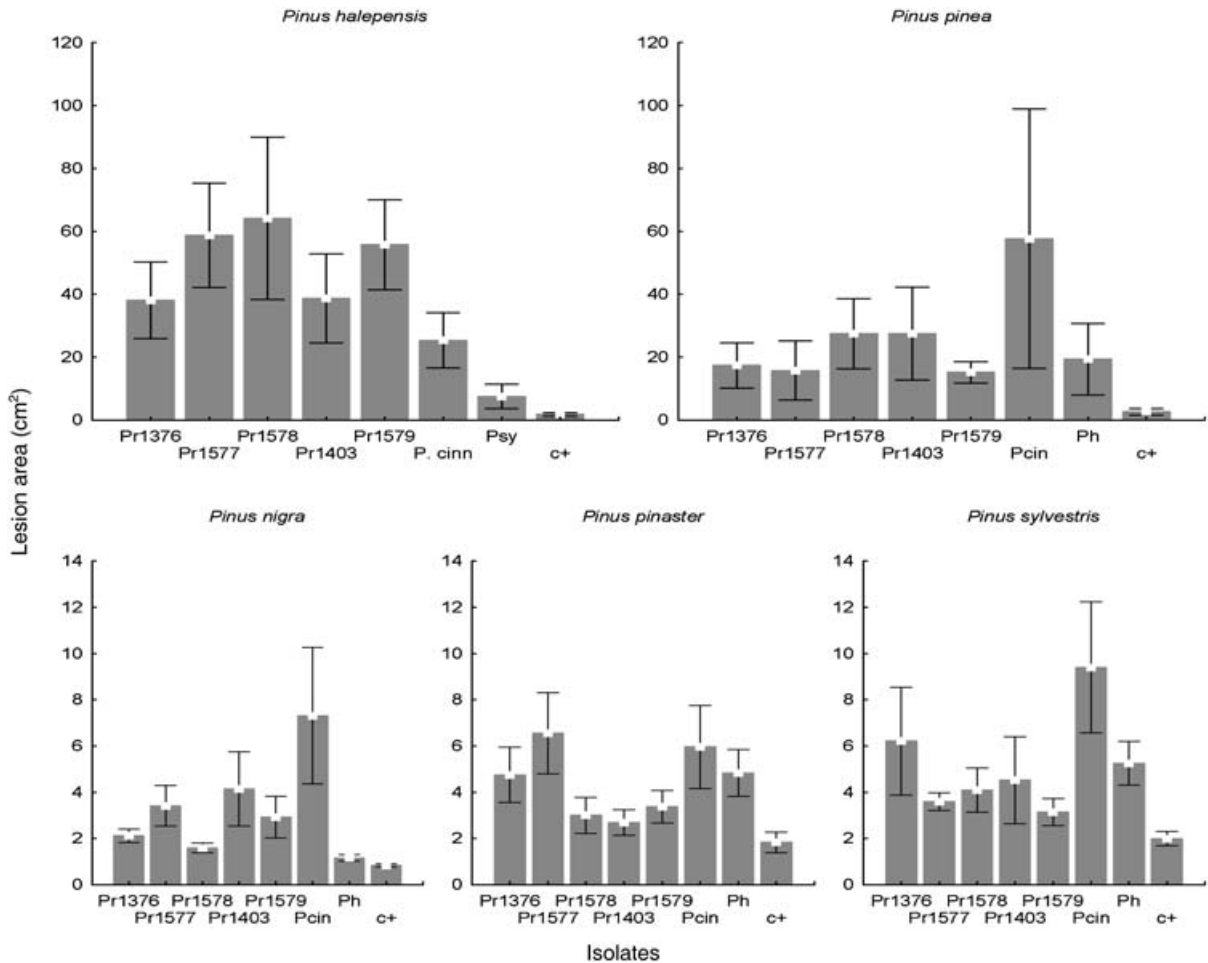 Pinus halepensis
120
100
80
60
40
20
0
Pr1376 Pr1578 Pr1579 Psy
Pr1577 Pr1403 P. cinn c+
Pinus pinea
120
100
80
60
40
20
0
Pr1376 Pr1578 Pr1579 Ph
Pr1577 Pr1403 Pcin c+
Lesion area (cm²)
Pinus nigra
14
12
10
8
6
4
2
0
Pr1376 Pr1578 Pr1579 Ph
Pr1577 Pr1403 Pcin c+
Pinus pinaster
14
12
10
8
6
4
2
0
Pr1376 Pr1578 Pr1579 Ph
Pr1577 Pr1403 Pcin c+
Pinus sylvestris
14
12
10
8
6
4
2
0
Pr1376 Pr1578 Pr1579 Ph
Pr1577 Pr1403 Pcin c+
Isolates